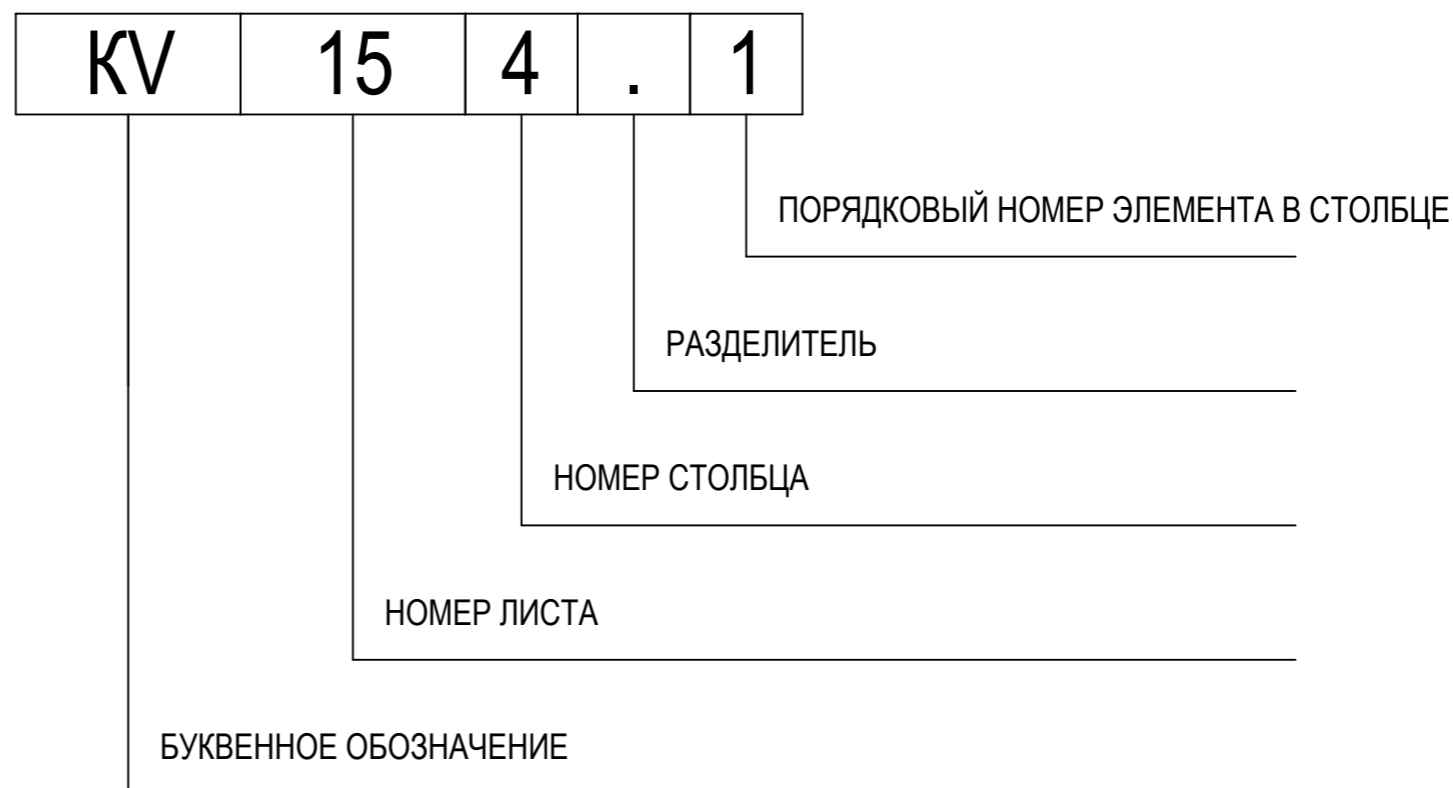 KV 15 4 . 1
ПОРЯДКОВЫЙ НОМЕР ЭЛЕМЕНТА В СТОЛБЦЕ
РАЗДЕЛИТЕЛЬ
НОМЕР СТОЛБЦА
НОМЕР ЛИСТА
БУКВЕННОЕ ОБОЗНАЧЕНИЕ